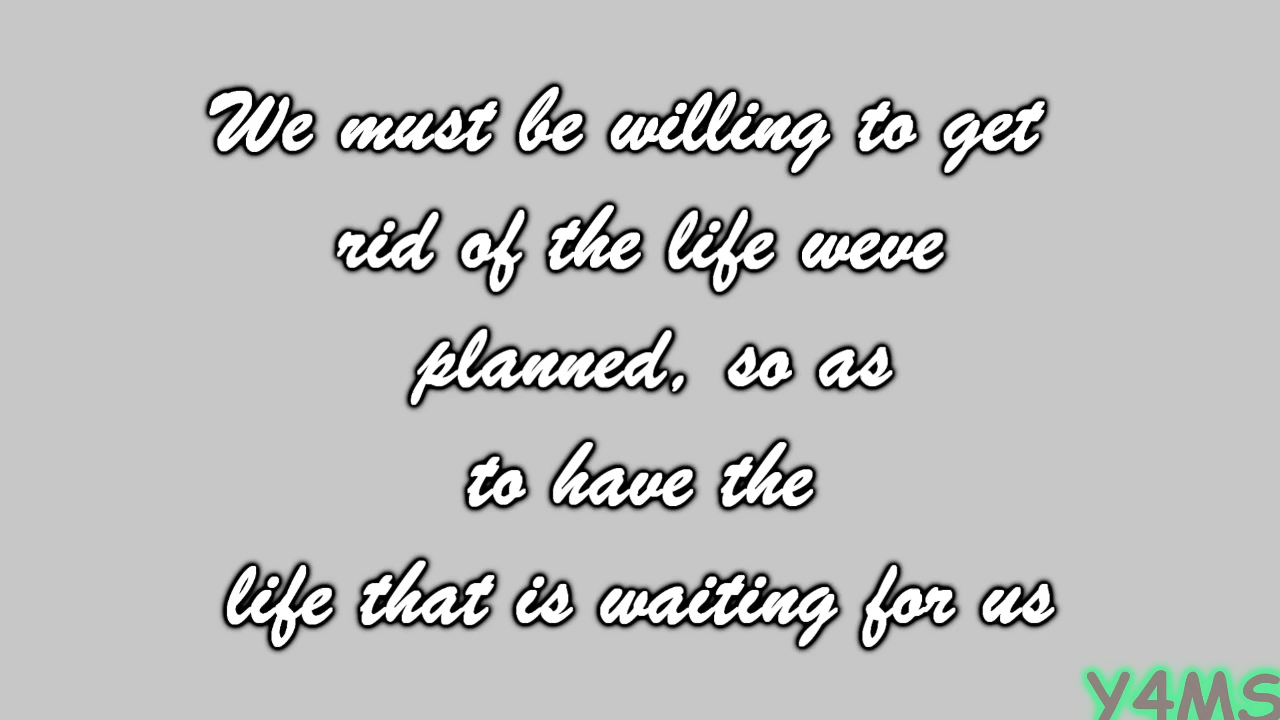 We must be willing to get
rid of the life weve
planned, so as
to have the
life that is waiting for us
Y4MS